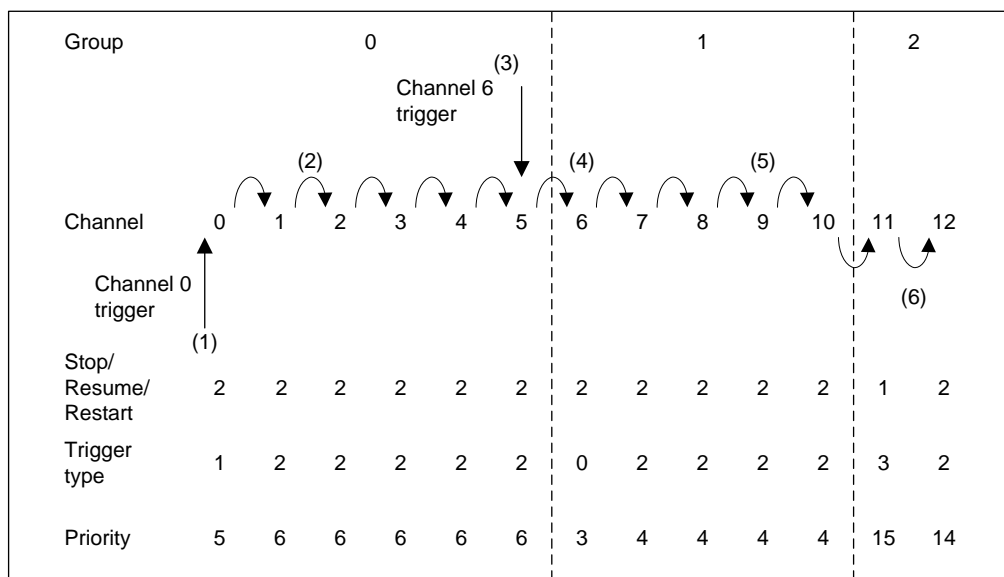 Group 0 1 2
(3)
Channel 6
trigger
(2) (4) (5)
Channel 0 1 2 3 4 5 6 7 8 9 10 11 12
Channel 0
trigger
(6)
(1)
Stop/
Resume/
Restart
2 2 2 2 2 2 2 2 2 2 2 1 2
Trigger
type
1 2 2 2 2 2 0 2 2 2 2 3 2
Priority 5 6 6 6 6 6 3 4 4 4 4 15 14